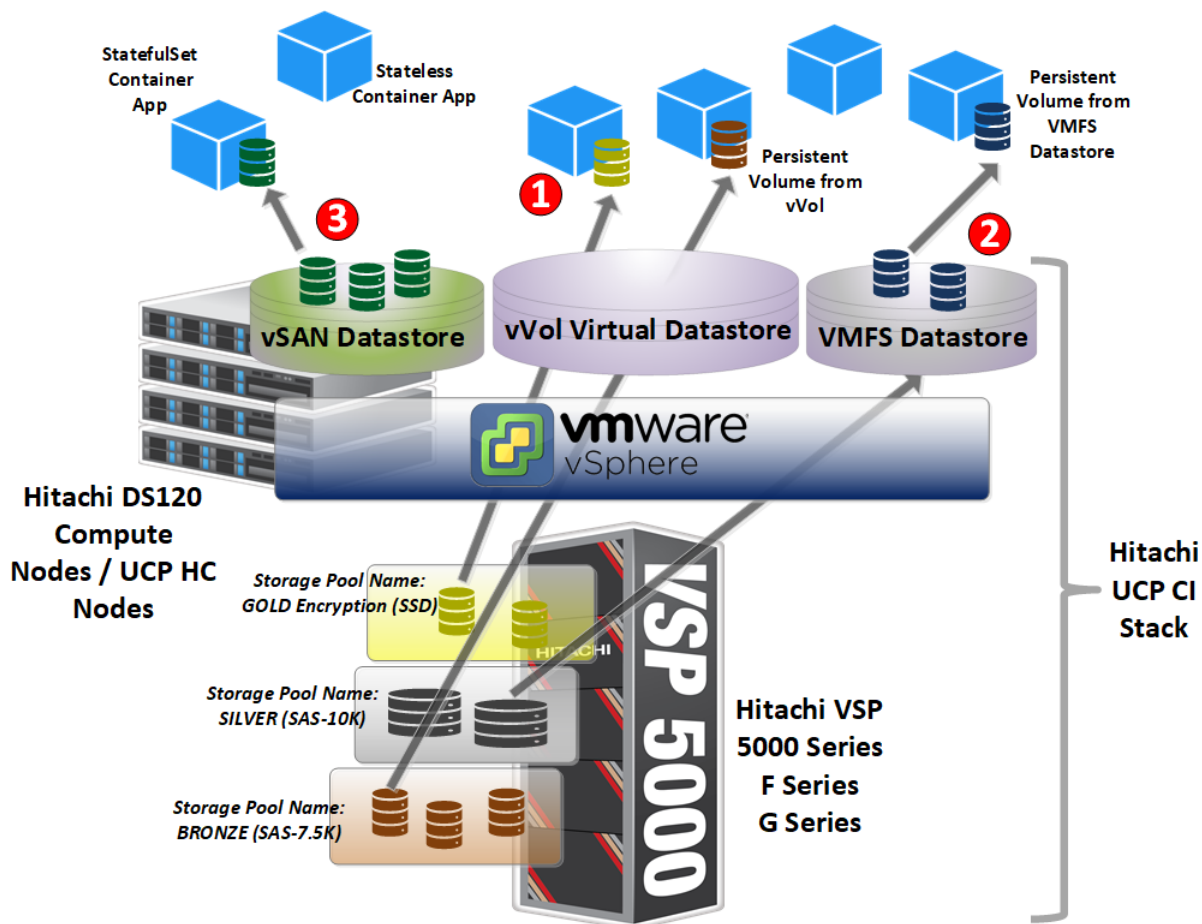 StatefulSet
Container
App
Stateless
Container App
Persistent
Volume from
VMFS
Datastore
Persistent
Volume from
vVol
1
2
3
vSAN Datastore
vVol Virtual Datastore
VMFS Datastore
vmware
vSphere
Hitachi DS120
Compute
Nodes / UCP HC
Nodes
Storage Pool Name:
GOLD Encryption (SSD)
HITACHI
Storage Pool Name:
SILVER (SAS-10K)
Storage Pool Name:
BRONZE (SAS-7.5K)
VSP 5000
Hitachi VSP
5000 Series
F Series
G Series
Hitachi
UCP CI
Stack